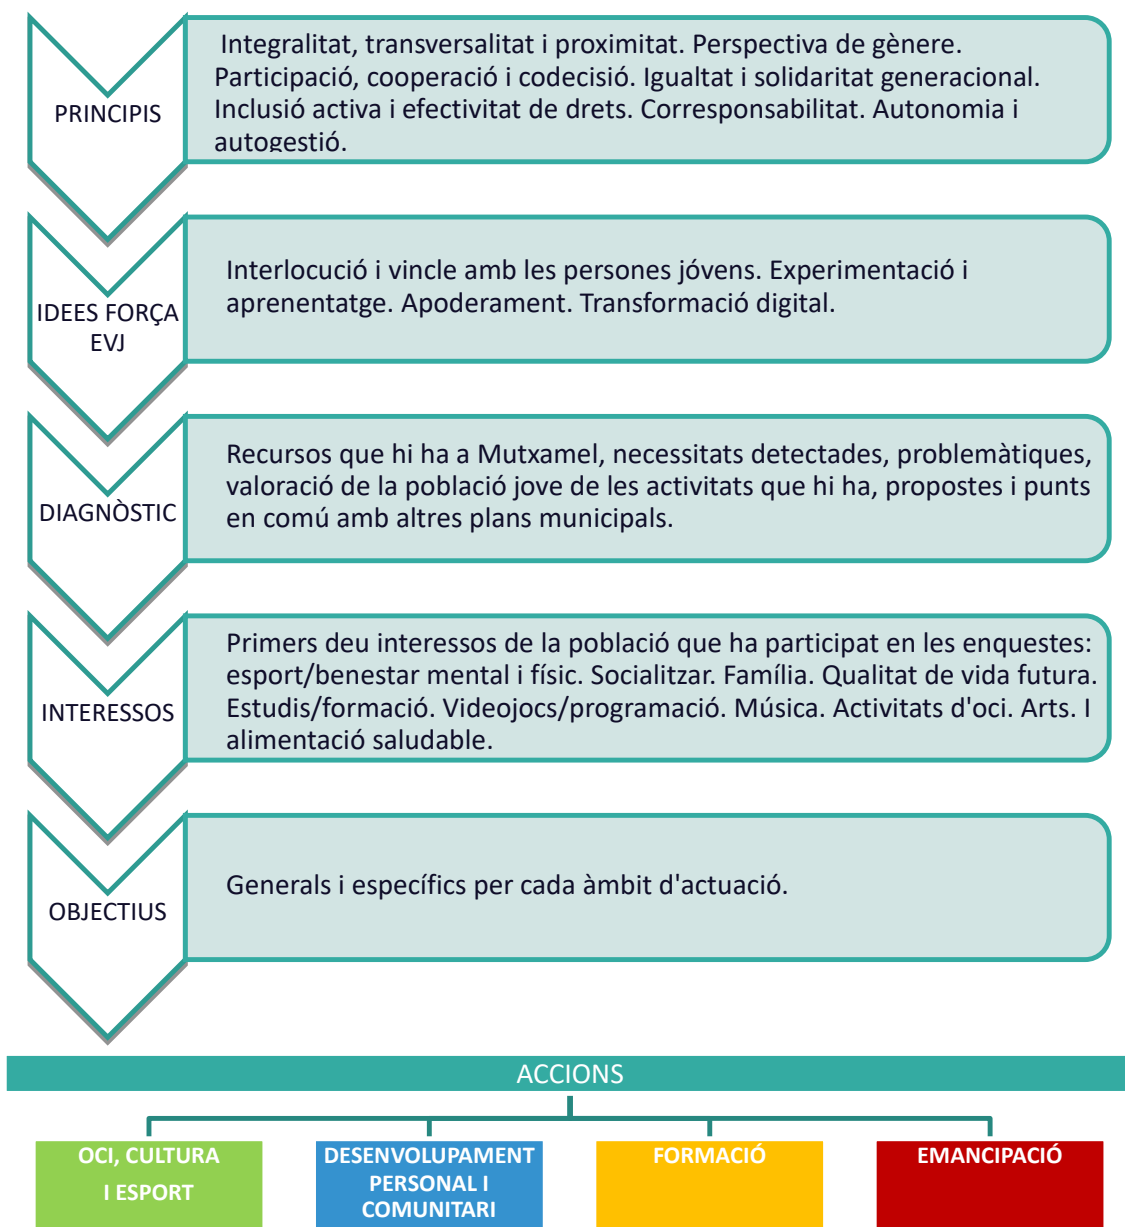 PRINCIPIS
Integralitat, transversalitat i proximitat. Perspectiva de gènere.
Participació, cooperació i codecisió. Igualtat i solidaritat generacional.
Inclusió activa i efectivitat de drets. Corresponsabilitat. Autonomia i
autogestió.
IDEES FORÇA
EVJ
Interlocució i vincle amb les persones jóvens. Experimentació i
aprenentatge. Apoderament. Transformació digital.
DIAGNÒSTIC
Recursos que hi ha a Mutxamel, necessitats detectades, problemàtiques,
valoració de la població jove de les activitats que hi ha, propostes i punts
en comú amb altres plans municipals.
INTERESSOS
Primers deu interessos de la població que ha participat en les enquestes:
esport/benestar mental i físic. Socialitzar. Família. Qualitat de vida futura.
Estudis/formació. Videojocs/programació. Música. Activitats d'oci. Arts. I
alimentació saludable.
OBJECTIUS
Generals i específics per cada àmbit d'actuació.
ACCIONS
OCI, CULTURA
I ESPORT
DESENVOLUPAMENT
PERSONAL I
COMUNITARI
FORMACIÓ
EMANCIPACIÓ